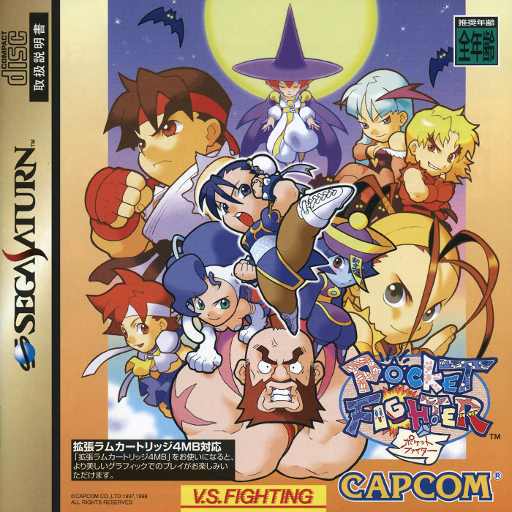 COMPACT
disc
取扱説明書
SEGA SATURN™
推奨年齢
全年齢
POCKET
FIGHTER™
ポケット
ファイター
拡張ラムカートリッジ4MB対応
「拡張ラムカートリッジ4MB」をお使いになると、
より美しいグラフィックでのプレイがお楽しみい
ただけます。
©CAPCOM CO.,LTD.1997,1998
ALL RIGHTS RESERVED.
V.S. FIGHTING
CAPCOM®